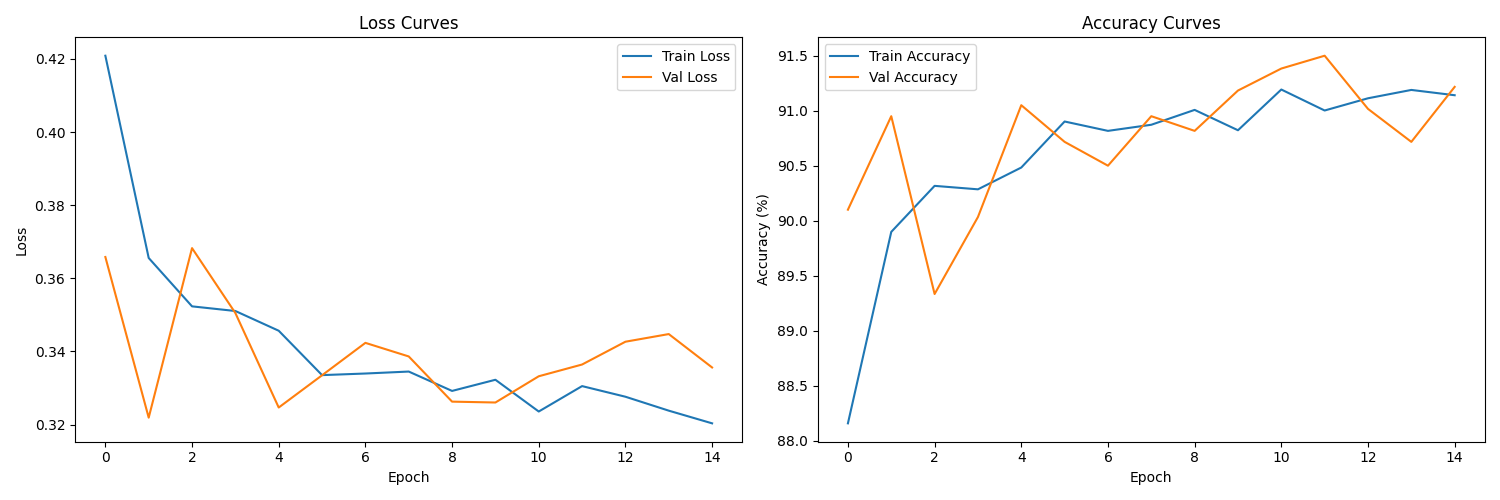 Loss Curves
Train Loss
Val Loss
0.42
0.40
0.38
0.36
0.34
0.32
Loss
0 2 4 6 8 10 12 14
Epoch
Accuracy Curves
Train Accuracy
Val Accuracy
91.5
91.0
90.5
90.0
89.5
89.0
88.5
88.0
Accuracy (%)
0 2 4 6 8 10 12 14
Epoch